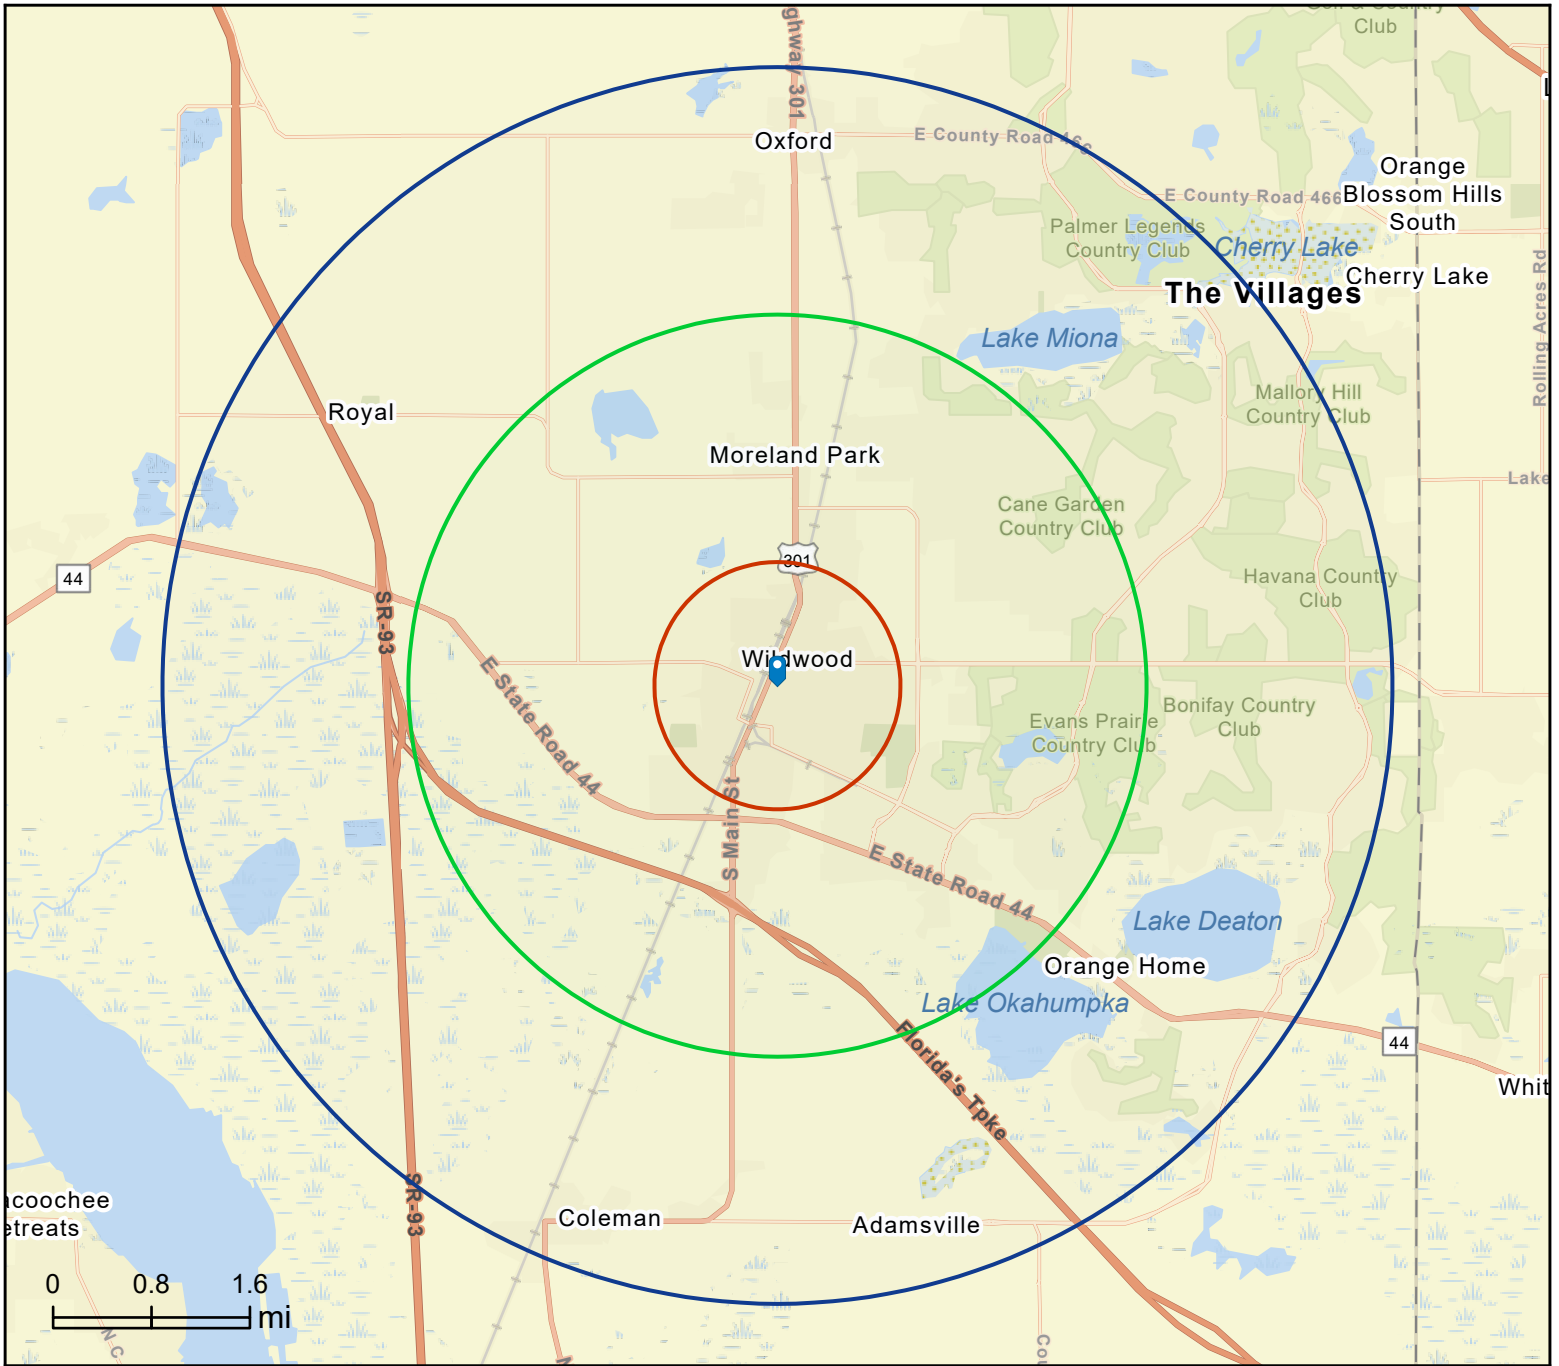 ghway 301
Club
Oxford
E County Road 466
E County Road 466
Orange
Blossom Hills
South
Palmer Legends
Country Club
Cherry Lake
Cherry Lake
The Villages
Rolling Acres Rd
Lake Miona
Royal
Mallory Hill
Country Club
Moreland Park
Lake
Cane Garden
Country Club
301
44
Havana Country
Club
SR-93
Wildwood
E State Road 44
Bonifay Country
Club
Evans Prairie
Country Club
S Main St
E State Road 44
Lake Deaton
Orange Home
Lake Okahumpka
44
Florida's Tpke
Whit
acoochee
etreats
SR-93
Coleman
Adamsville
0 0.8 1.6
mi
N C
Cou